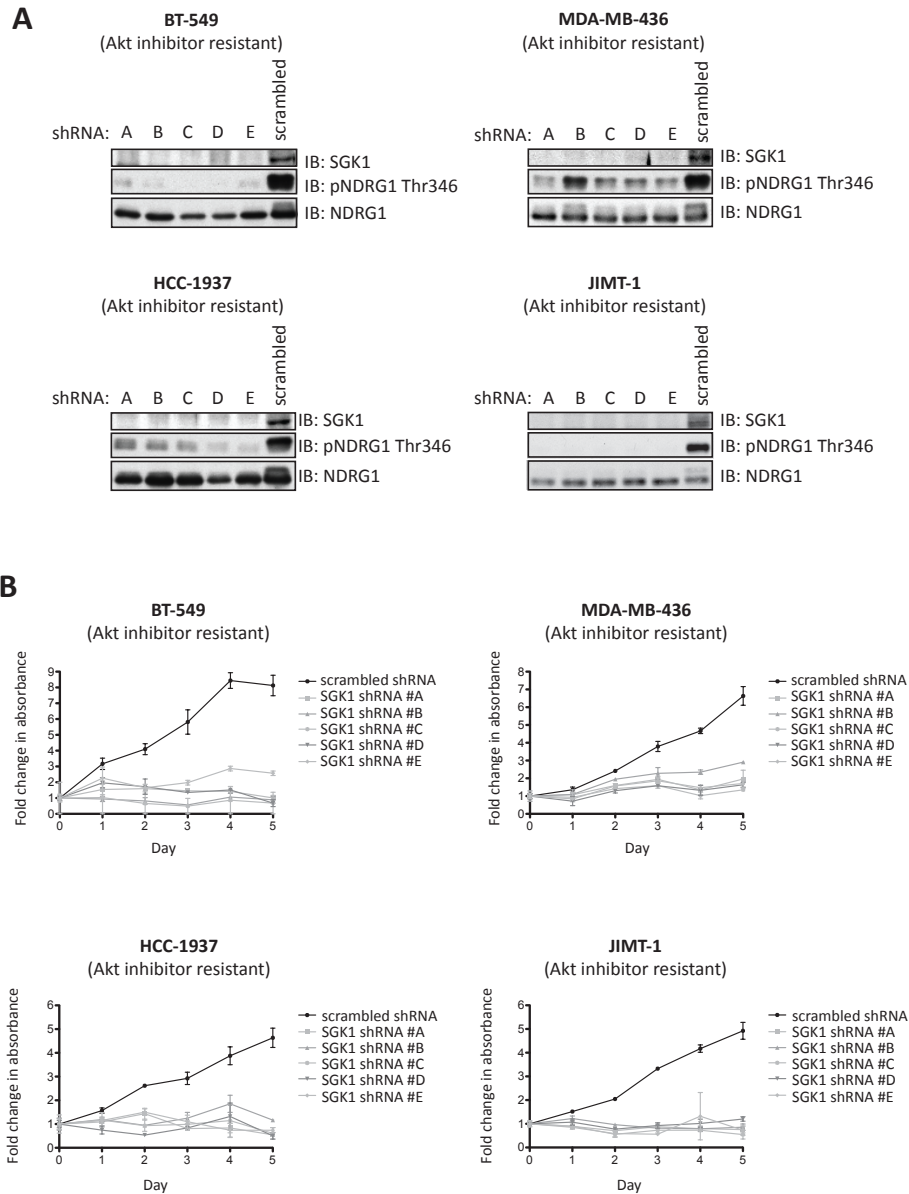 A
BT-549
(Akt inhibitor resistant)
scrambled
shRNA: A B C D E
IB: SGK1
IB: pNDRG1 Thr346
IB: NDRG1
MDA-MB-436
(Akt inhibitor resistant)
scrambled
shRNA: A B C D E
IB: SGK1
IB: pNDRG1 Thr346
IB: NDRG1
HCC-1937
(Akt inhibitor resistant)
scrambled
shRNA: A B C D E
IB: SGK1
IB: pNDRG1 Thr346
IB: NDRG1
JIMT-1
(Akt inhibitor resistant)
scrambled
shRNA: A B C D E
IB: SGK1
IB: pNDRG1 Thr346
IB: NDRG1
B
BT-549
(Akt inhibitor resistant)
Fold change in absorbance
9
8
7
6
5
4
3
2
1
0
0 1 2 3 4 5
Day
scrambled shRNA
SGK1 shRNA #A
SGK1 shRNA #B
SGK1 shRNA #C
SGK1 shRNA #D
SGK1 shRNA #E
MDA-MB-436
(Akt inhibitor resistant)
Fold change in absorbance
8
7
6
5
4
3
2
1
0
0 1 2 3 4 5
Day
scrambled shRNA
SGK1 shRNA #A
SGK1 shRNA #B
SGK1 shRNA #C
SGK1 shRNA #D
SGK1 shRNA #E
HCC-1937
(Akt inhibitor resistant)
Fold change in absorbance
6
5
4
3
2
1
0
0 1 2 3 4 5
Day
scrambled shRNA
SGK1 shRNA #A
SGK1 shRNA #B
SGK1 shRNA #C
SGK1 shRNA #D
SGK1 shRNA #E
JIMT-1
(Akt inhibitor resistant)
Fold change in absorbance
6
5
4
3
2
1
0
0 1 2 3 4 5
Day
scrambled shRNA
SGK1 shRNA #A
SGK1 shRNA #B
SGK1 shRNA #C
SGK1 shRNA #D
SGK1 shRNA #E